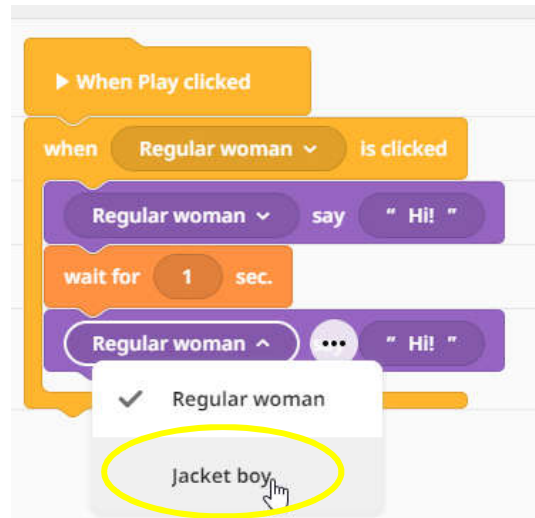 When Play clicked
when Regular woman is clicked
Regular woman say " Hi! "
wait for 1 sec.
Regular woman " Hi! "
Regular woman
Jacket boy